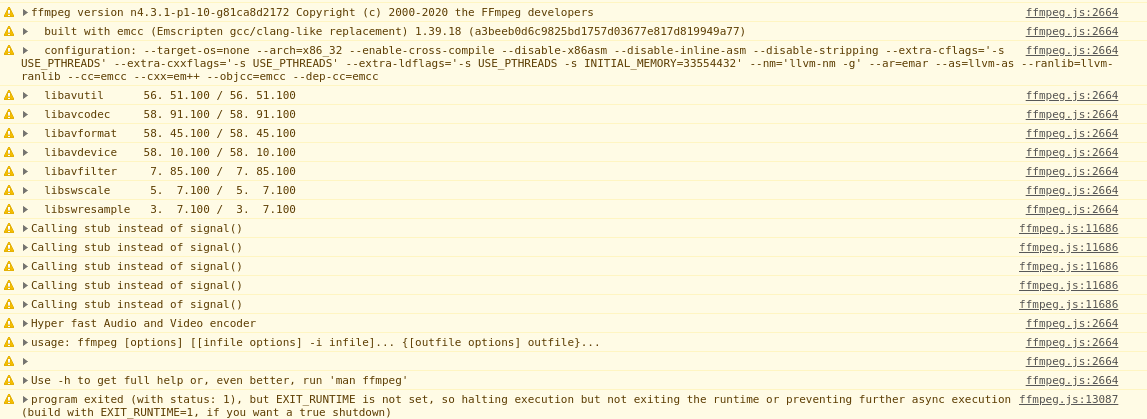 ffmpeg version n4.3.1-p1-10-g81ca8d2172 Copyright (c) 2000-2020 the FFmpeg developers ffmpeg.js:2664
built with emcc (Emscripten gcc/clang-like replacement) 1.39.18 (a3beeb0d6c9825bd1757d03677e817d819949a77) ffmpeg.js:2664
configuration: --target-os=none --arch=x86_32 --enable-cross-compile --disable-x86asm --disable-inline-asm --disable-stripping --extra-cflags='-s ffmpeg.js:2664
USE_PTHREADS' --extra-cxxflags='-s USE_PTHREADS' --extra-ldflags='-s USE_PTHREADS -s INITIAL_MEMORY=33554432' --nm='llvm-nm -g' --ar=emar --as=llvm-as --ranlib=llvm-
ranlib --cc=emcc --cxx=em++ --objcc=emcc --dep-cc=emcc
libavutil 56. 51.100 / 56. 51.100 ffmpeg.js:2664
libavcodec 58. 91.100 / 58. 91.100 ffmpeg.js:2664
libavformat 58. 45.100 / 58. 45.100 ffmpeg.js:2664
libavdevice 58. 10.100 / 58. 10.100 ffmpeg.js:2664
libavfilter 7. 85.100 / 7. 85.100 ffmpeg.js:2664
libswscale 5. 7.100 / 5. 7.100 ffmpeg.js:2664
libswresample 3. 7.100 / 3. 7.100 ffmpeg.js:2664
Calling stub instead of signal() ffmpeg.js:11686
Calling stub instead of signal() ffmpeg.js:11686
Calling stub instead of signal() ffmpeg.js:11686
Calling stub instead of signal() ffmpeg.js:11686
Calling stub instead of signal() ffmpeg.js:11686
Hyper fast Audio and Video encoder ffmpeg.js:2664
usage: ffmpeg [options] [[infile options] -i infile]... {[outfile options] outfile}... ffmpeg.js:2664
ffmpeg.js:2664
Use -h to get full help or, even better, run 'man ffmpeg' ffmpeg.js:2664
program exited (with status: 1), but EXIT_RUNTIME is not set, so halting execution but not exiting the runtime or preventing further async execution ffmpeg.js:13087
(build with EXIT_RUNTIME=1, if you want a true shutdown)